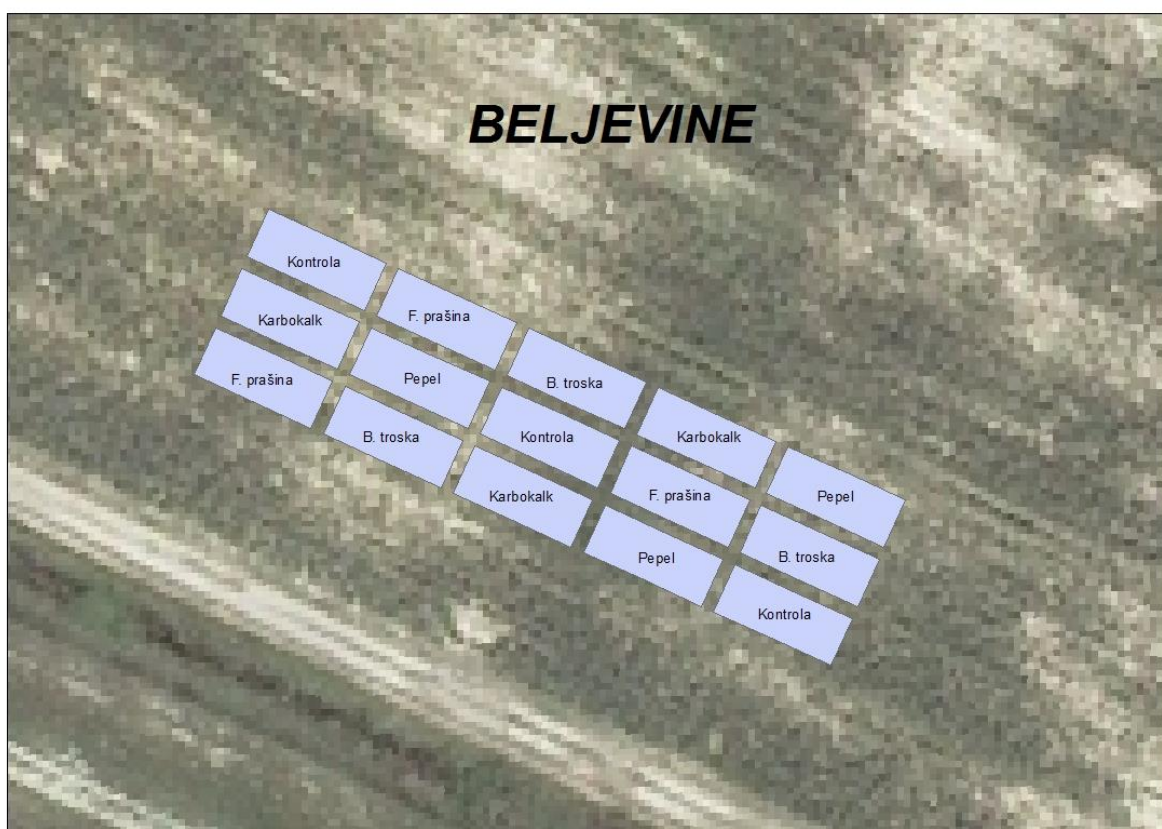 BELJEVINE
Kontrola
F. prašina
B. troska
Karbokalk
Pepel
Karbokalk
Pepel
Kontrola
F. prašina
B. troska
F. prašina
B. troska
Karbokalk
Pepel
Kontrola